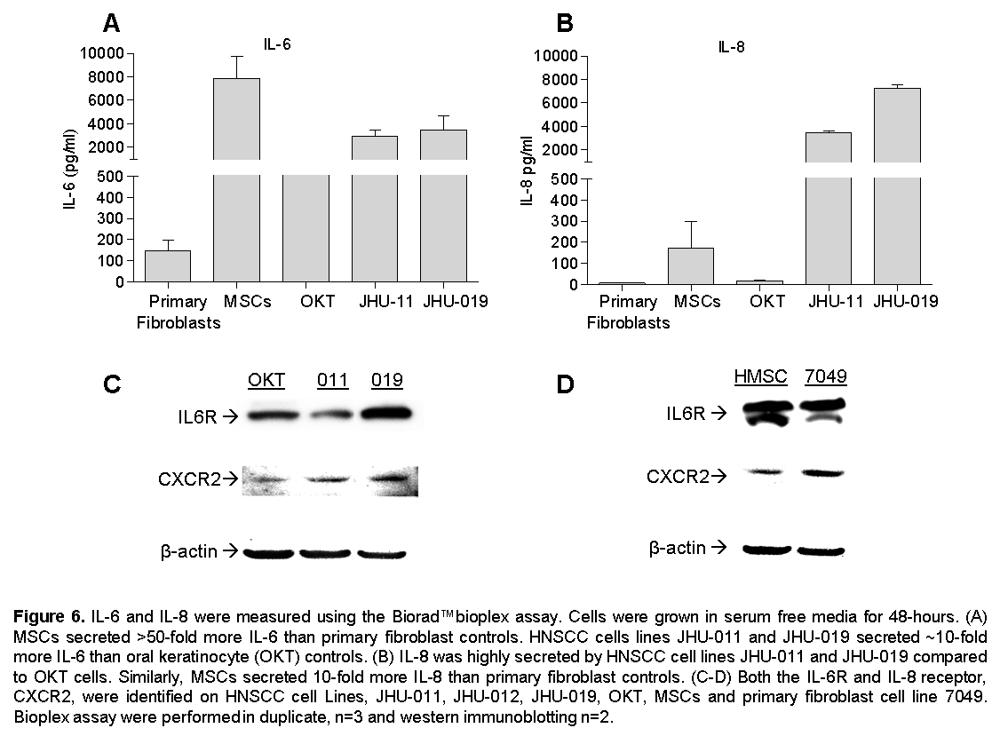 A
IL-6
10000
8000
6000
4000
2000
500
400
300
200
100
0
IL-6 (pg/ml)
Primary
Fibroblasts
MSCs
OKT
JHU-11
JHU-019
B
IL-8
10000
8000
6000
4000
2000
500
400
300
200
100
0
IL-8 pg/ml
Primary
Fibroblasts
MSCs
OKT
JHU-11
JHU-019
C
OKT 011 019
IL6R →
CXCR2→
β-actin →
D
HMSC 7049
IL6R →
CXCR2→
β-actin →
Figure 6. IL-6 and IL-8 were measured using the Biorad™bioplex assay. Cells were grown in serum free media for 48-hours. (A)
MSCs secreted >50-fold more IL-6 than primary fibroblast controls. HNSCC cells lines JHU-011 and JHU-019 secreted ~10-fold
more IL-6 than oral keratinocyte (OKT) controls. (B) IL-8 was highly secreted by HNSCC cell lines JHU-011 and JHU-019 compared
to OKT cells. Similarly, MSCs secreted 10-fold more IL-8 than primary fibroblast controls. (C-D) Both the IL-6R and IL-8 receptor,
CXCR2, were identified on HNSCC cell Lines, JHU-011, JHU-012, JHU-019, OKT, MSCs and primary fibroblast cell line 7049.
Bioplex assay were performed in duplicate, n=3 and western immunoblotting n=2.